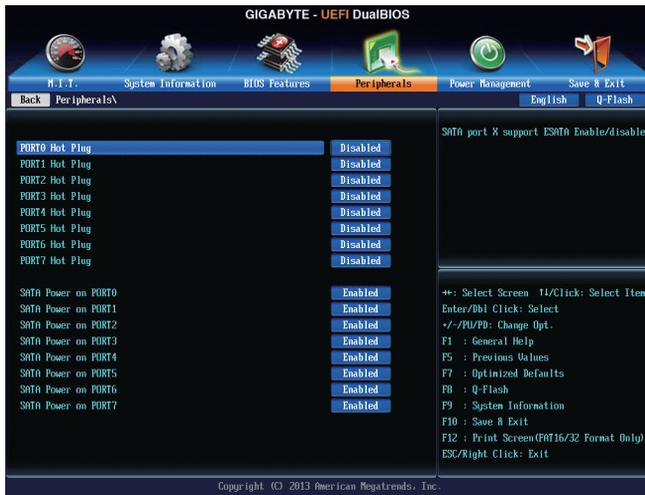 GIGABYTE - UEFI DualBIOS
M.I.T. System Information BIOS Features Peripherals Power Management Save & Exit
Back Peripherals\ English Q-Flash
SATA port X support ESATA Enable/disable
PORT0 Hot Plug Disabled
PORT1 Hot Plug Disabled
PORT2 Hot Plug Disabled
PORT3 Hot Plug Disabled
PORT4 Hot Plug Disabled
PORT5 Hot Plug Disabled
PORT6 Hot Plug Disabled
PORT7 Hot Plug Disabled
SATA Power on PORT0 Enabled
SATA Power on PORT1 Enabled
SATA Power on PORT2 Enabled
SATA Power on PORT3 Enabled
SATA Power on PORT4 Enabled
SATA Power on PORT5 Enabled
SATA Power on PORT6 Enabled
SATA Power on PORT7 Enabled
↔: Select Screen ↑↓/Click: Select Item
Enter/Dbl Click: Select
+/-/PU/PD: Change Opt.
F1 : General Help
F5 : Previous Values
F7 : Optimized Defaults
F8 : Q-Flash
F9 : System Information
F10 : Save & Exit
F12 : Print Screen(FAT16/32 Format Only)
ESC/Right Click: Exit
Copyright (C) 2013 American Megatrends, Inc.